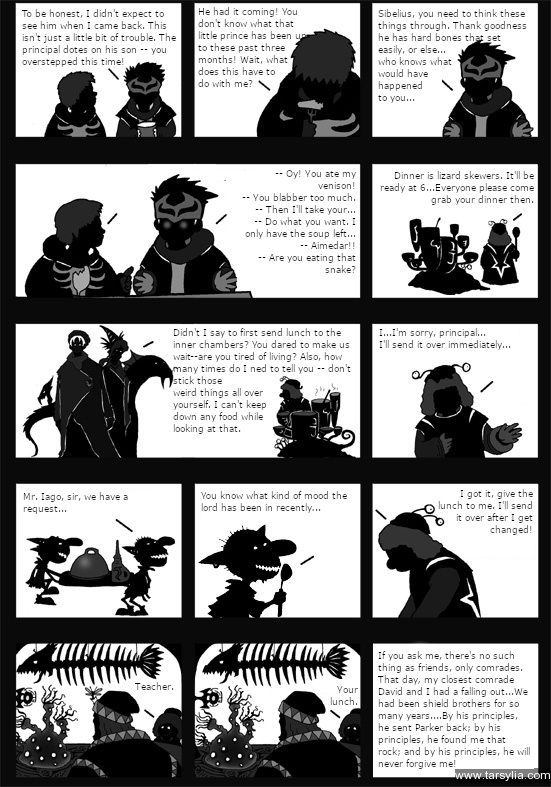 To be honest, I didn't expect to
see him when I came back. This
isn't just a little bit of trouble. The
principal dotes on his son -- you
overstepped this time!
He had it coming! You
don't know what that
little prince has been up
to these past three
months! Wait, what
does this have to
do with me?
Sibelius, you need to think these
things through. Thank goodness
he has hard bones that set
easily, or else...
who knows what
would have
happened
to you...
-- Oy! You ate my
venison!
-- You blabber too much.
-- Then I'll take your...
-- Do what you want. I
only have the soup left...
-- Aimedar!!
-- Are you eating that
snake?
Dinner is lizard skewers. It'll be
ready at 6...Everyone please come
grab your dinner then.
Didn't I say to first send lunch to the
inner chambers? You dared to make us
wait--are you tired of living? Also, how
many times do I ned to tell you -- don't
stick those
weird things all over
yourself. I can't keep
down any food while
looking at that.
I...I'm sorry, principal...
I'll send it over immediately...
Mr. Iago, sir, we have a
request...
You know what kind of mood the
lord has been in recently...
I got it, give the
lunch to me. I'll send
it over after I get
changed!
Teacher.
Your
lunch.
If you ask me, there's no such
thing as friends, only comrades.
That day, my closest comrade
David and I had a falling out...We
had been shield brothers for so
many years....By his principles,
he sent Parker back; by his
principles, he found me that
rock; and by his principles, he will
never forgive me!
www.tarsylia.com